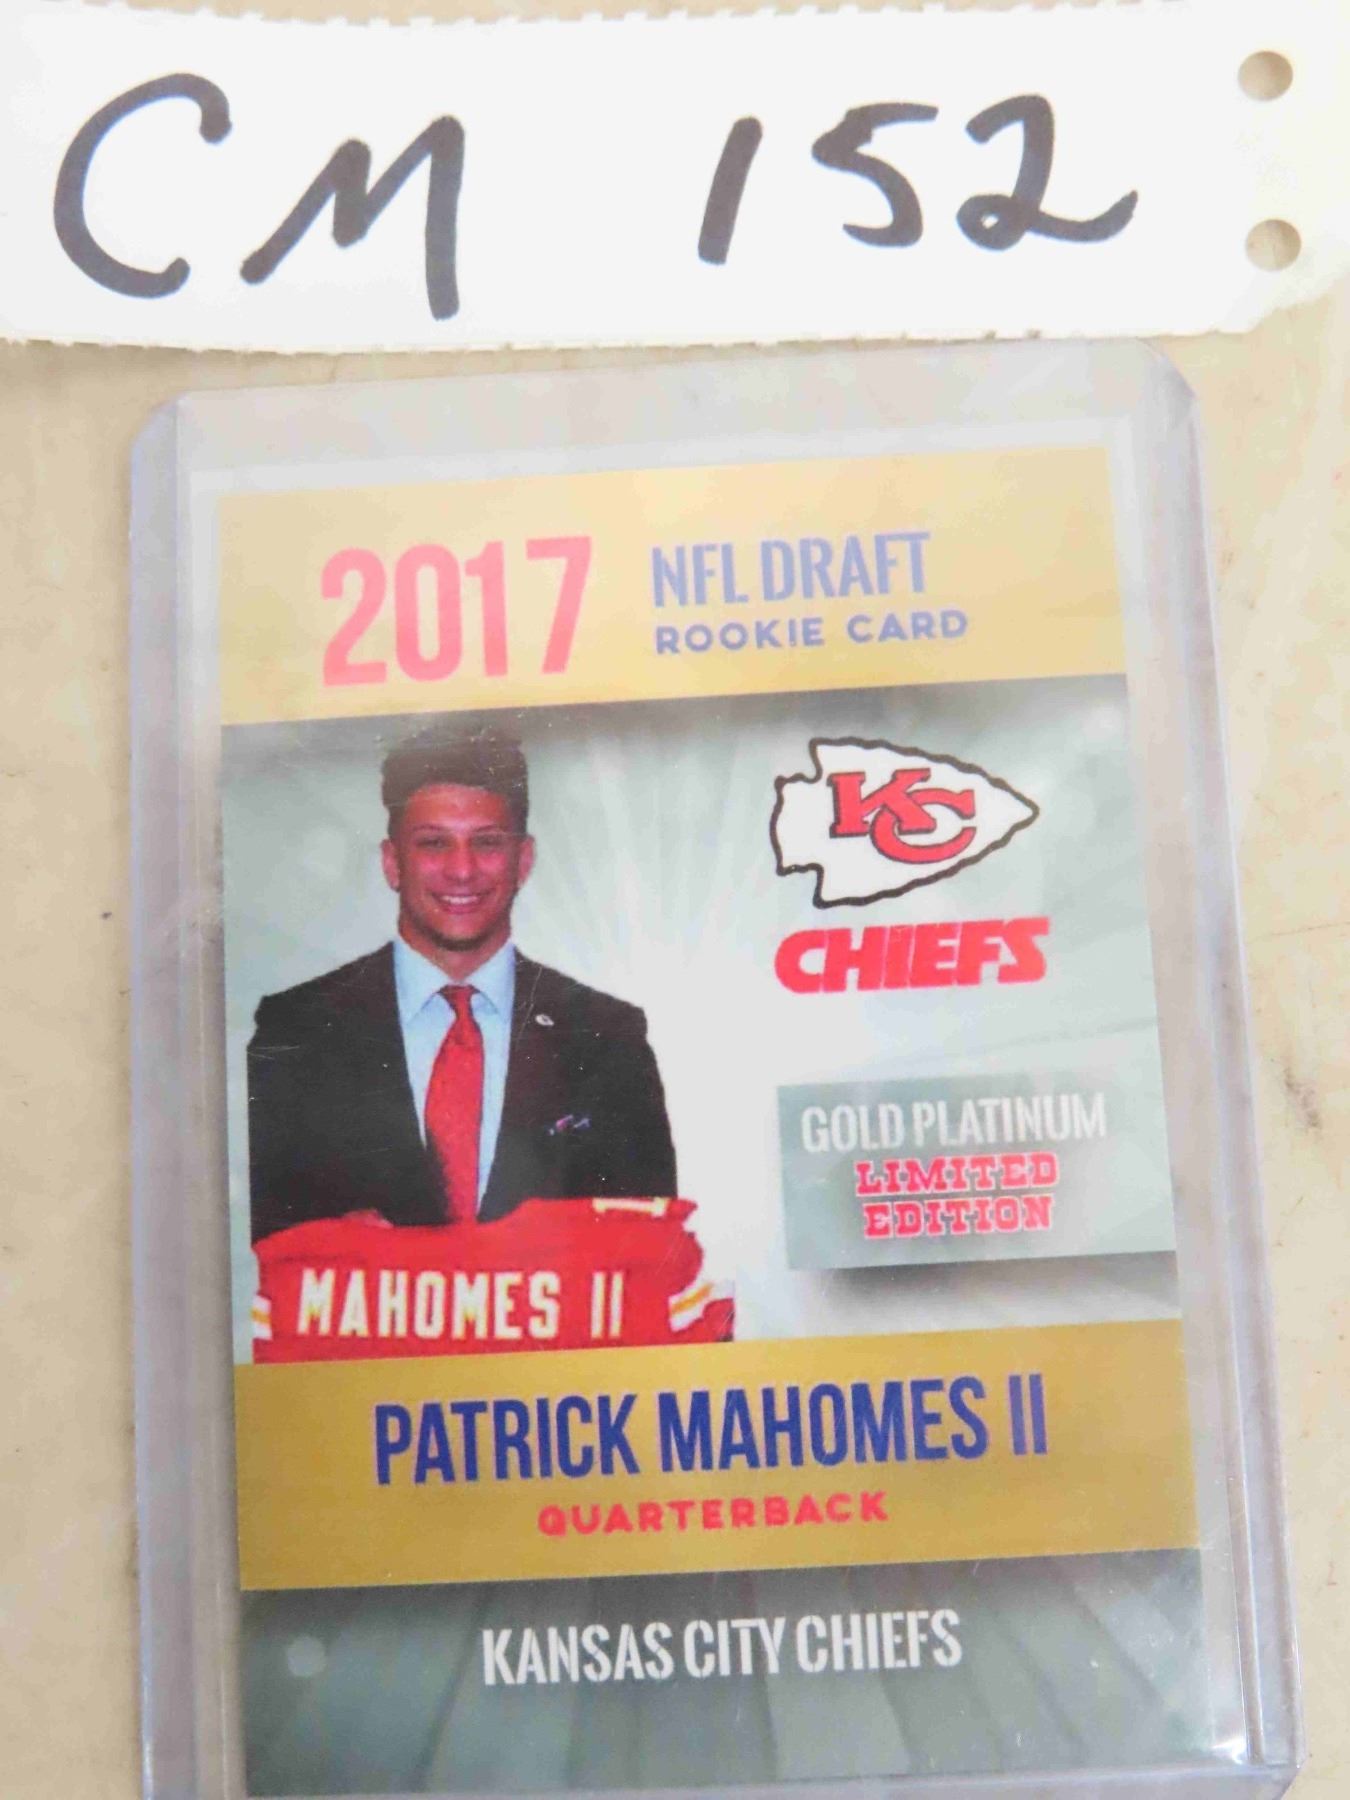 CM 152
2017 NFL DRAFT
ROOKIE CARD
KC
CHIEFS
GOLD PLATINUM
LIMITED
EDITION
MAHOMES II
PATRICK MAHOMES II
QUARTERBACK
KANSAS CITY CHIEFS